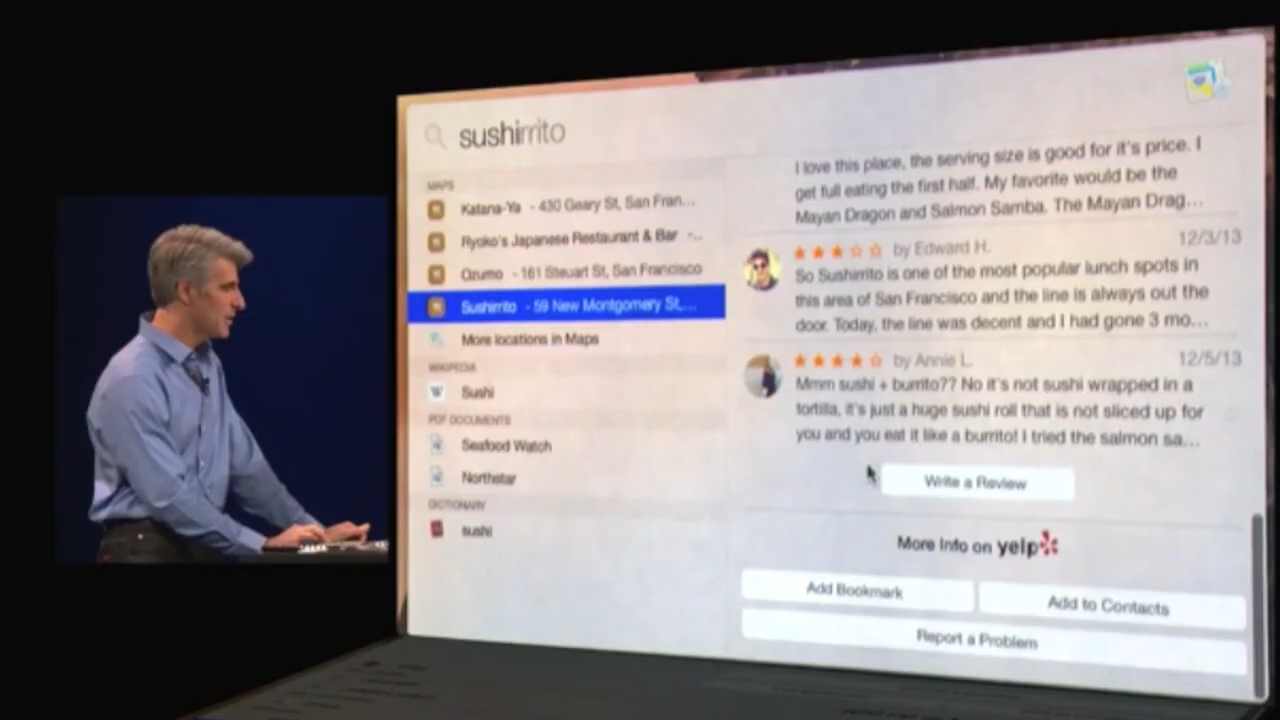 sushirrito
MAPS
Katana-Ya - 430 Geary St, San Fran...
Ryoko's Japanese Restaurant & Bar -...
Ozumo - 161 Steuart St, San Francisco
Sushirrito - 59 New Montgomery St,...
More locations in Maps
WIKIPEDIA
Sushi
PDF DOCUMENTS
Seafood Watch
Northstar
DICTIONARY
sushi
I love this place, the serving size is good for it's price. I
get full eating the first half. My favorite would be the
Mayan Dragon and Salmon Samba. The Mayan Drag...
by Edward H. 12/3/13
So Sushirrito is one of the most popular lunch spots in
this area of San Francisco and the line is always out the
door. Today, the line was decent and I had gone 3 mo...
by Annie L. 12/5/13
Mmm sushi + burrito?? No it's not sushi wrapped in a
tortilla, it's just a huge sushi roll that is not sliced up for
you and you eat it like a burrito! I tried the salmon sa...
Write a Review
More Info on yelp
Add Bookmark
Add to Contacts
Report a Problem